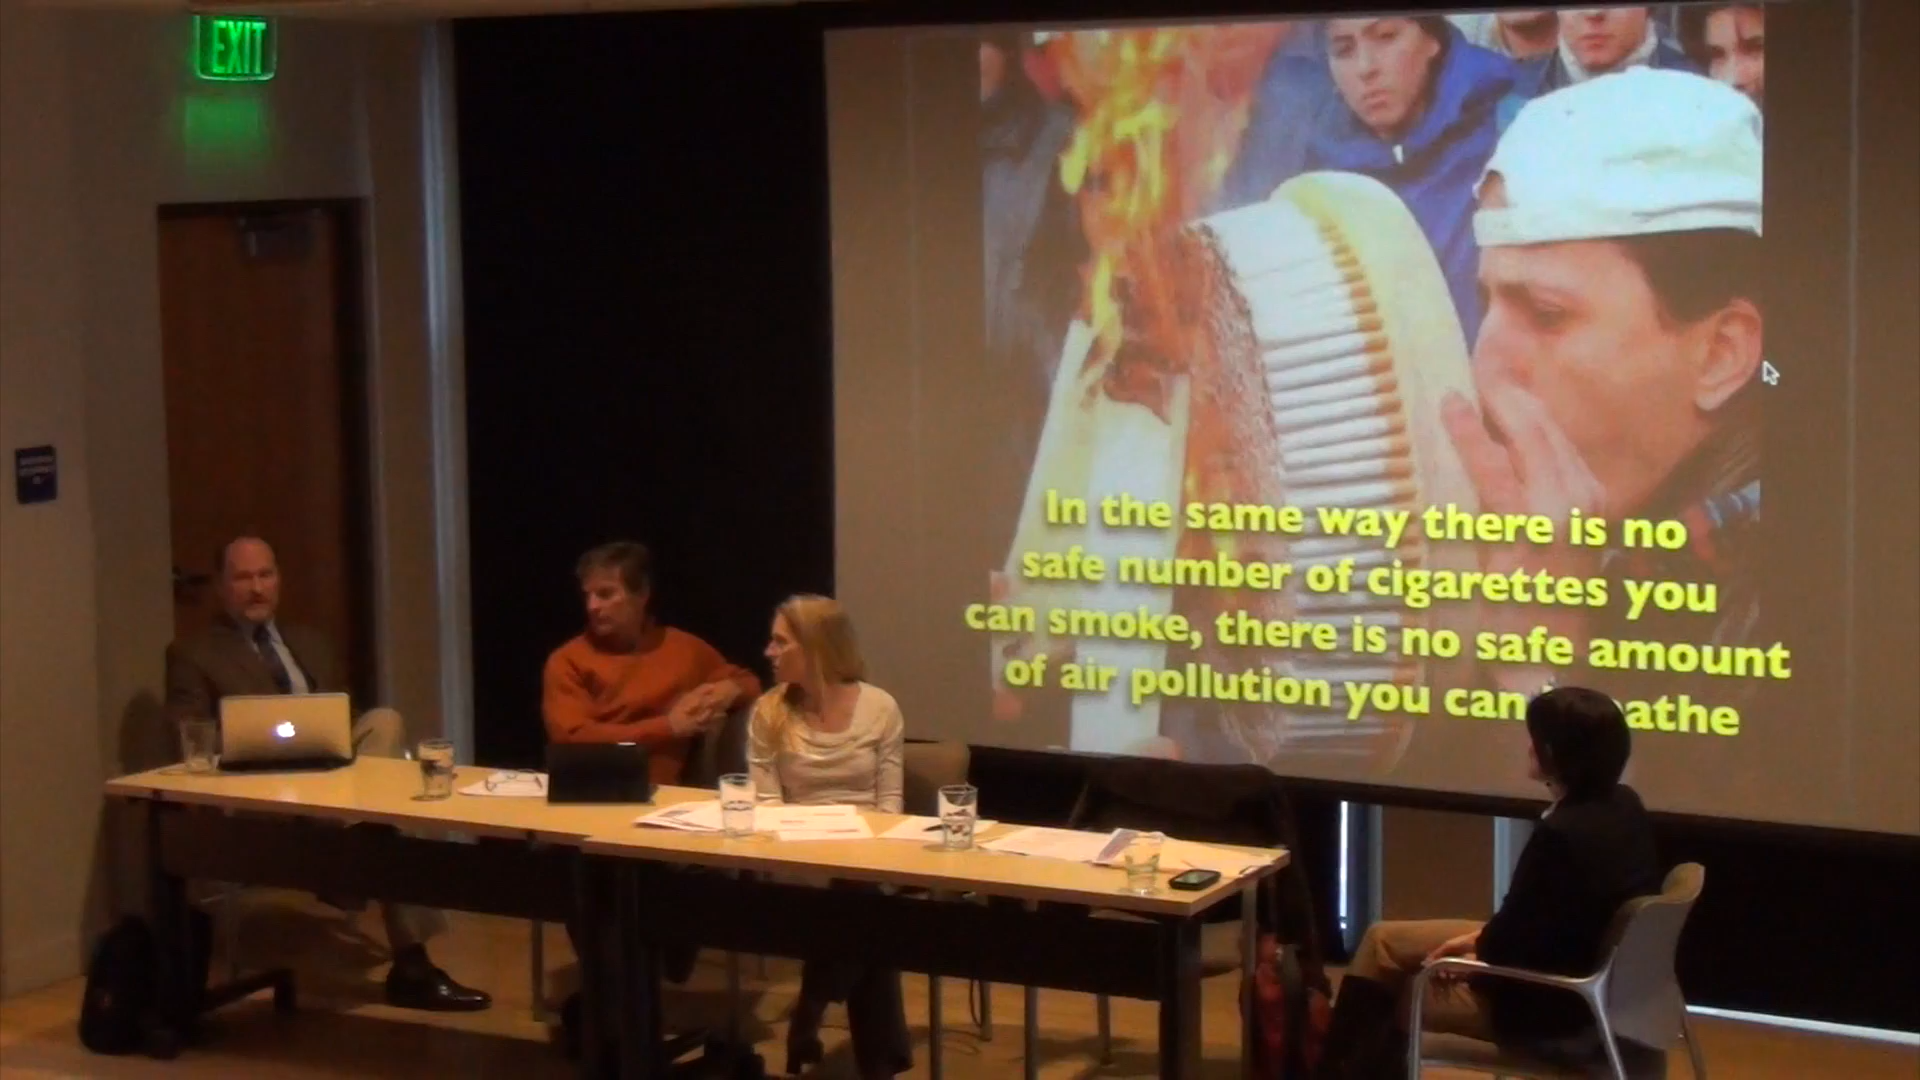 EXIT
In the same way there is no
safe number of cigarettes you
can smoke, there is no safe amount
of air pollution you can